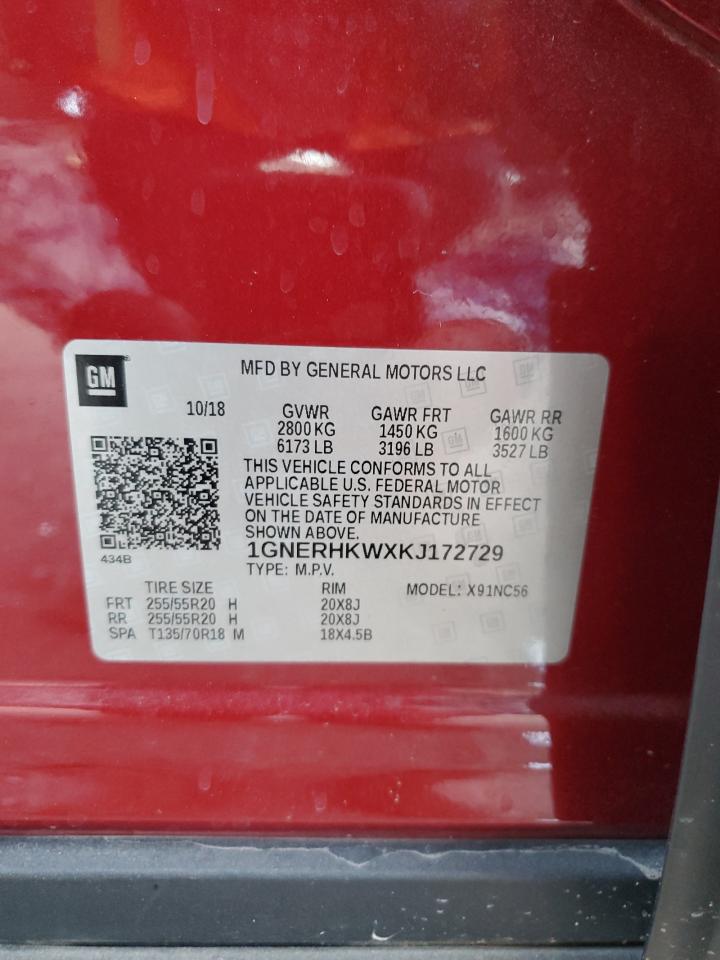 GM
MFD BY GENERAL MOTORS LLC
10/18 GVWR GAWR FRT GAWR RR
2800 KG 1450 KG 1600 KG
6173 LB 3196 LB 3527 LB
THIS VEHICLE CONFORMS TO ALL
APPLICABLE U.S. FEDERAL MOTOR
VEHICLE SAFETY STANDARDS IN EFFECT
ON THE DATE OF MANUFACTURE
SHOWN ABOVE.
434B
1GNERHKWXKJ172729
TYPE: M.P.V.
TIRE SIZE RIM MODEL: X91NC56
FRT 255/55R20 H 20X8J
RR 255/55R20 H 20X8J
SPA T135/70R18 M 18X4.5B